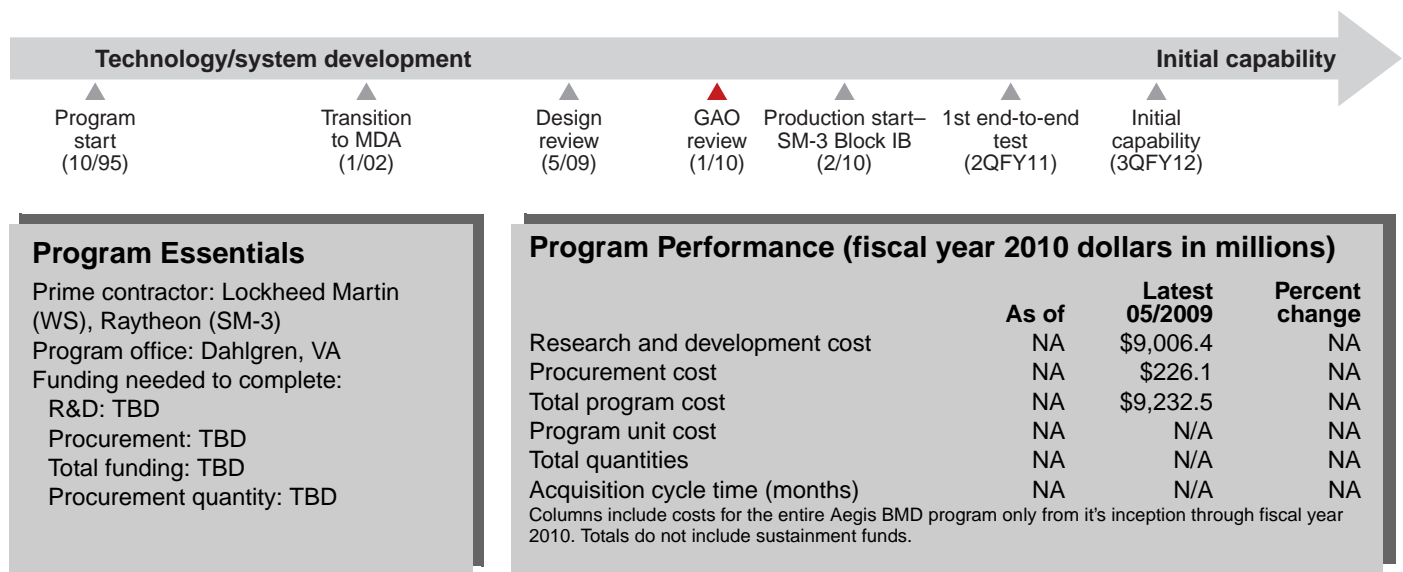 Technology/system development
Initial capability
Program
start
(10/95)
Transition
to MDA
(1/02)
Design
review
(5/09)
GAO
review
(1/10)
Production start–
SM-3 Block IB
(2/10)
1st end-to-end
test
(2QFY11)
Initial
capability
(3QFY12)
Program Essentials
Prime contractor: Lockheed Martin
(WS), Raytheon (SM-3)
Program office: Dahlgren, VA
Funding needed to complete:
R&D: TBD
Procurement: TBD
Total funding: TBD
Procurement quantity: TBD
Program Performance (fiscal year 2010 dollars in millions)
As of Latest 05/2009 Percent change
Research and development cost NA $9,006.4 NA
Procurement cost NA $226.1 NA
Total program cost NA $9,232.5 NA
Program unit cost NA N/A NA
Total quantities NA N/A NA
Acquisition cycle time (months) NA N/A NA
Columns include costs for the entire Aegis BMD program only from it's inception through fiscal year
2010. Totals do not include sustainment funds.